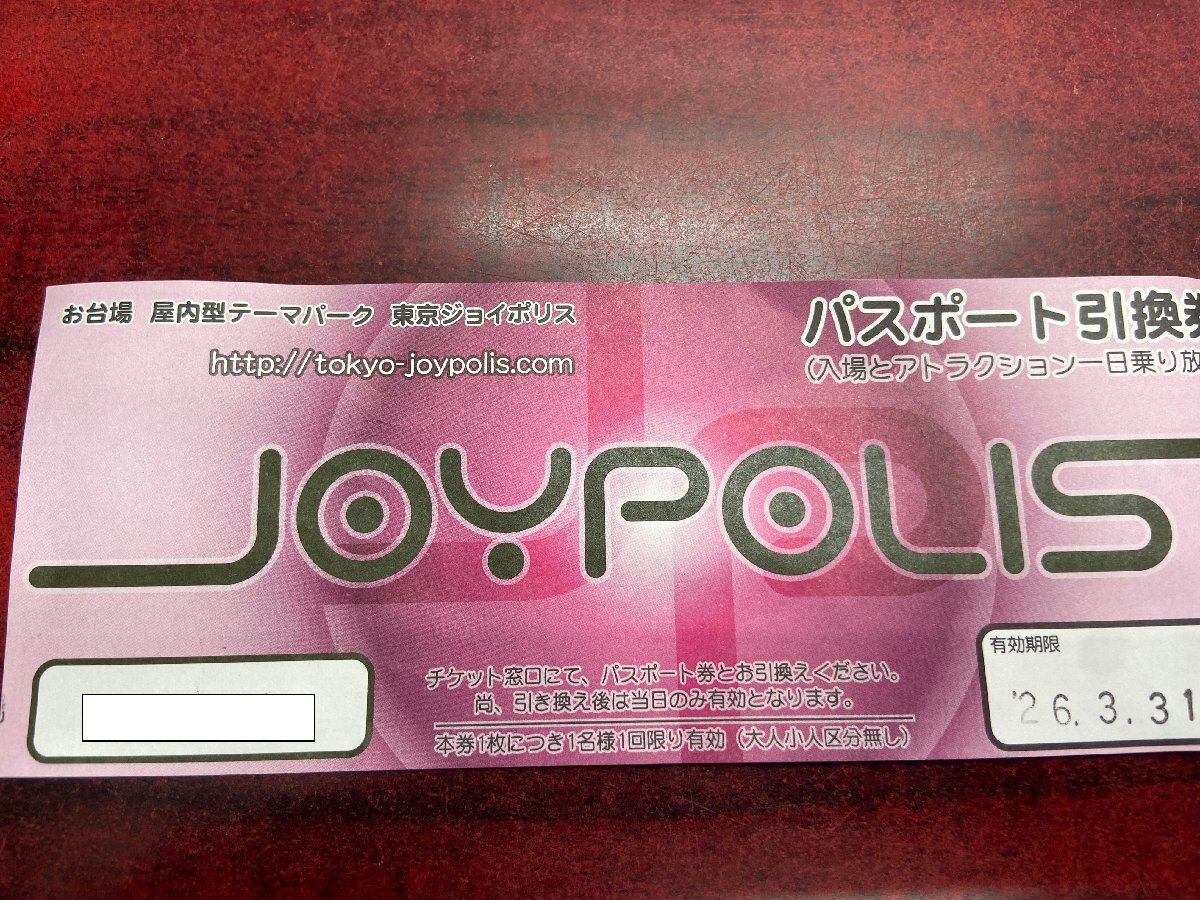 お台場 屋内型テーマパーク 東京ジョイポリス
http://tokyo-joypolis.com
パスポート引換券
(入場とアトラクション一日乗り放
JOYPOLIS
チケット窓口にて、パスポート券とお引換えください。
尚、引き換え後は当日のみ有効となります。
本券1枚につき1名様1回限り有効 (大人小人区分無し)
有効期限
'26.3.31